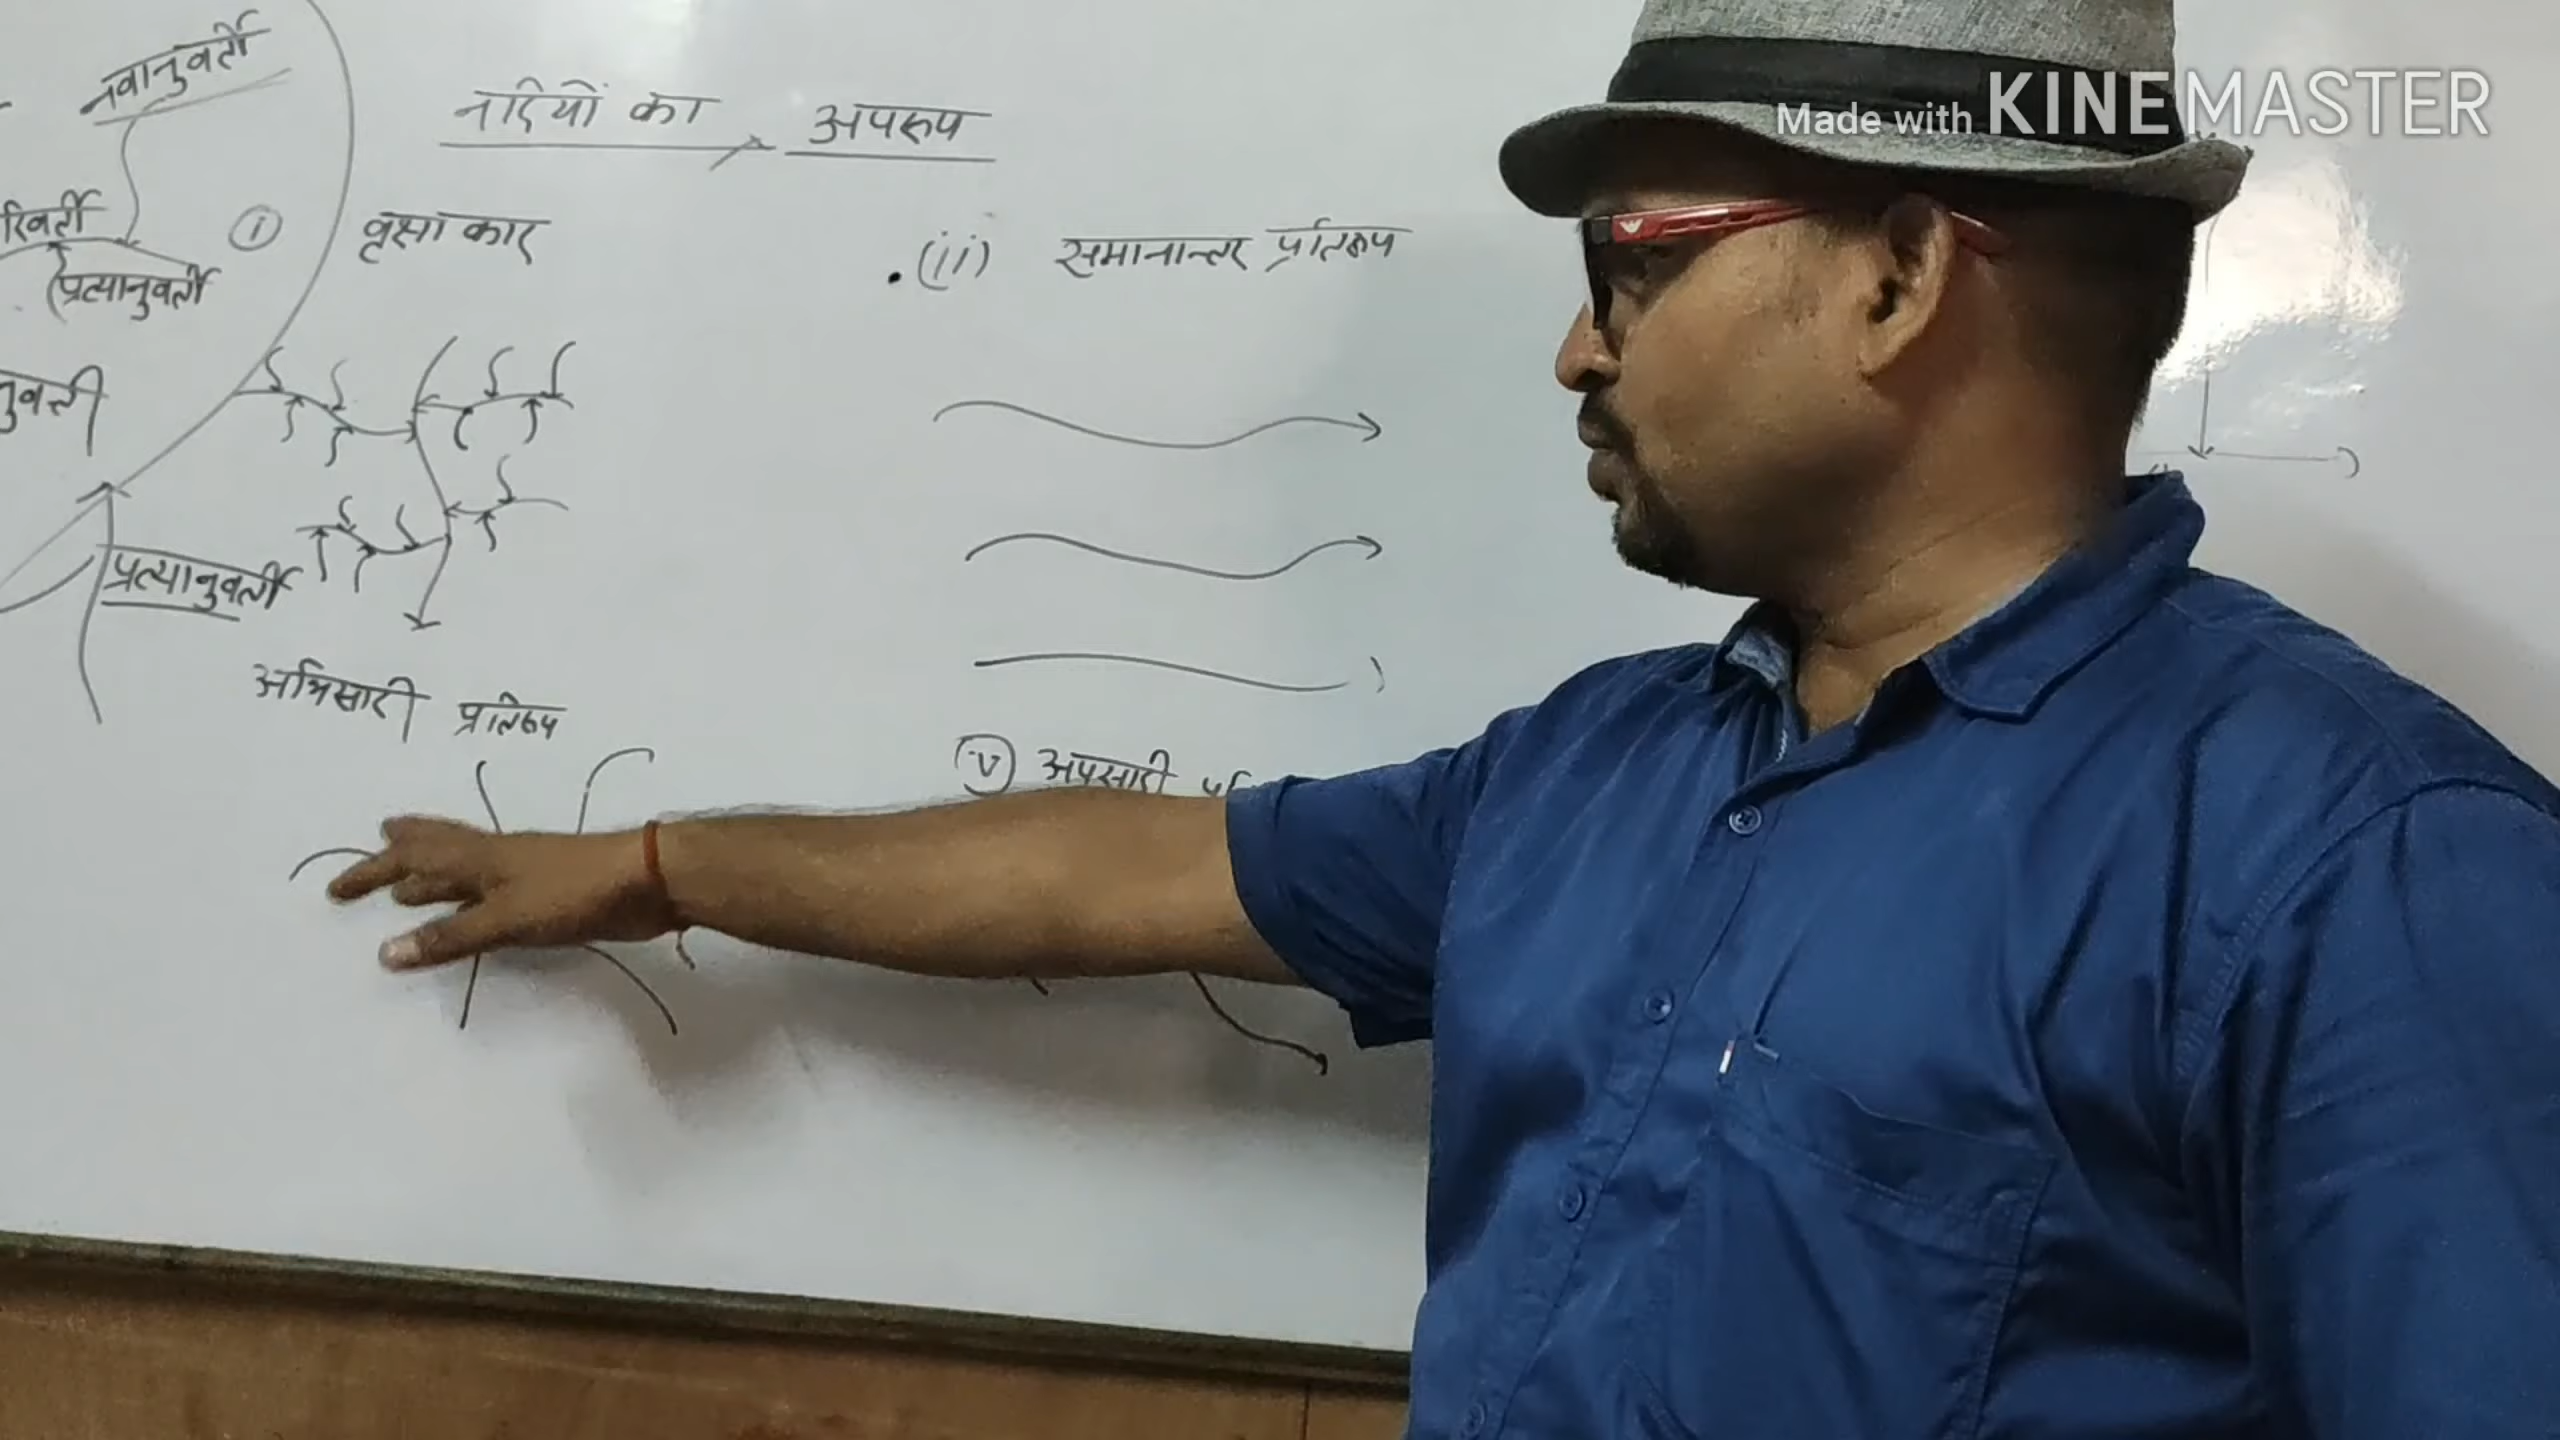 Made with KINEMASTER
नवानुवर्ती
नदियों का अपरूप
रिवर्ती
प्रत्यानुवर्ती
(i) वृक्षाकार
(ii) समानान्तर प्रतिरूप
नुवर्ती
प्रत्यानुवर्ती
अभिसारी प्रतिरूप
(v) अपसारी